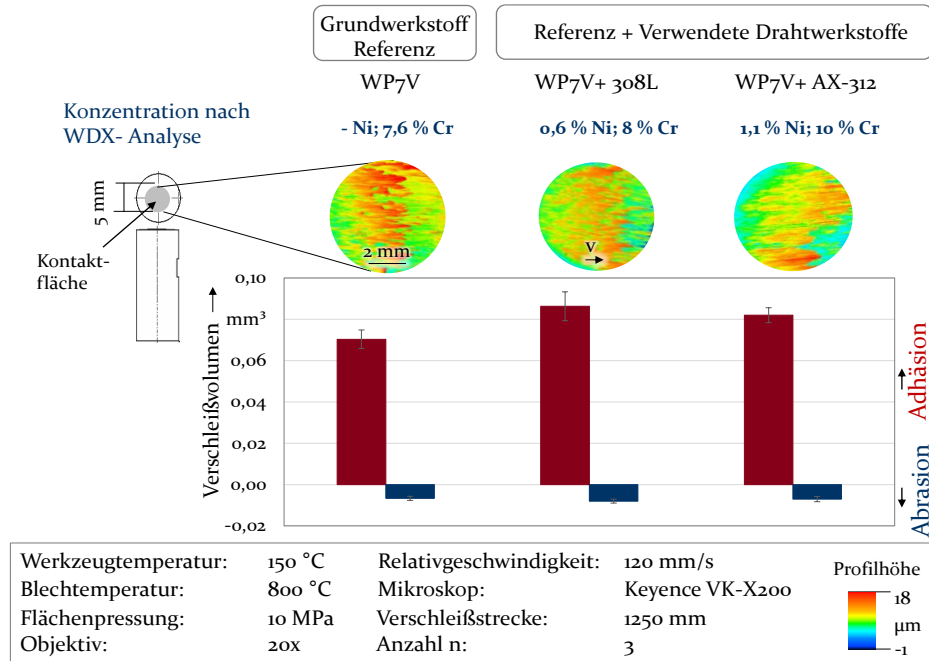 Grundwerkstoff
Referenz
Referenz + Verwendete Drahtwerkstoffe
WP7V
WP7V+ 308L
WP7V+ AX-312
Konzentration nach
WDX- Analyse
- Ni; 7,6 % Cr
0,6 % Ni; 8 % Cr
1,1 % Ni; 10 % Cr
5 mm
Kontakt-
fläche
2 mm
v
Verschleißvolumen
0,10
mm³
0,06
0,04
0,02
0,00
-0,02
Adhäsion
Abrasion
Werkzeugtemperatur: 150 °C Relativgeschwindigkeit: 120 mm/s
Blechtemperatur: 800 °C Mikroskop: Keyence VK-X200
Flächenpressung: 10 MPa Verschleißstrecke: 1250 mm
Objektiv: 20x Anzahl n: 3
Profilhöhe
18
µm
-1